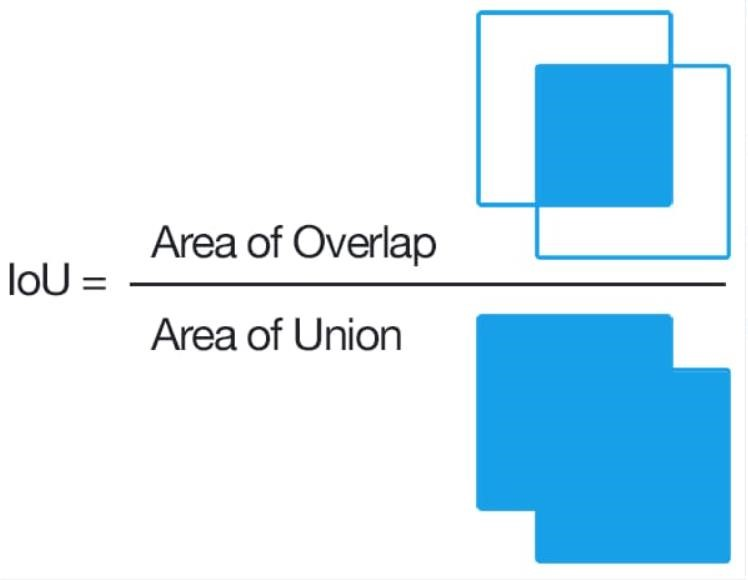 Area of Overlap
IoU =
Area of Union